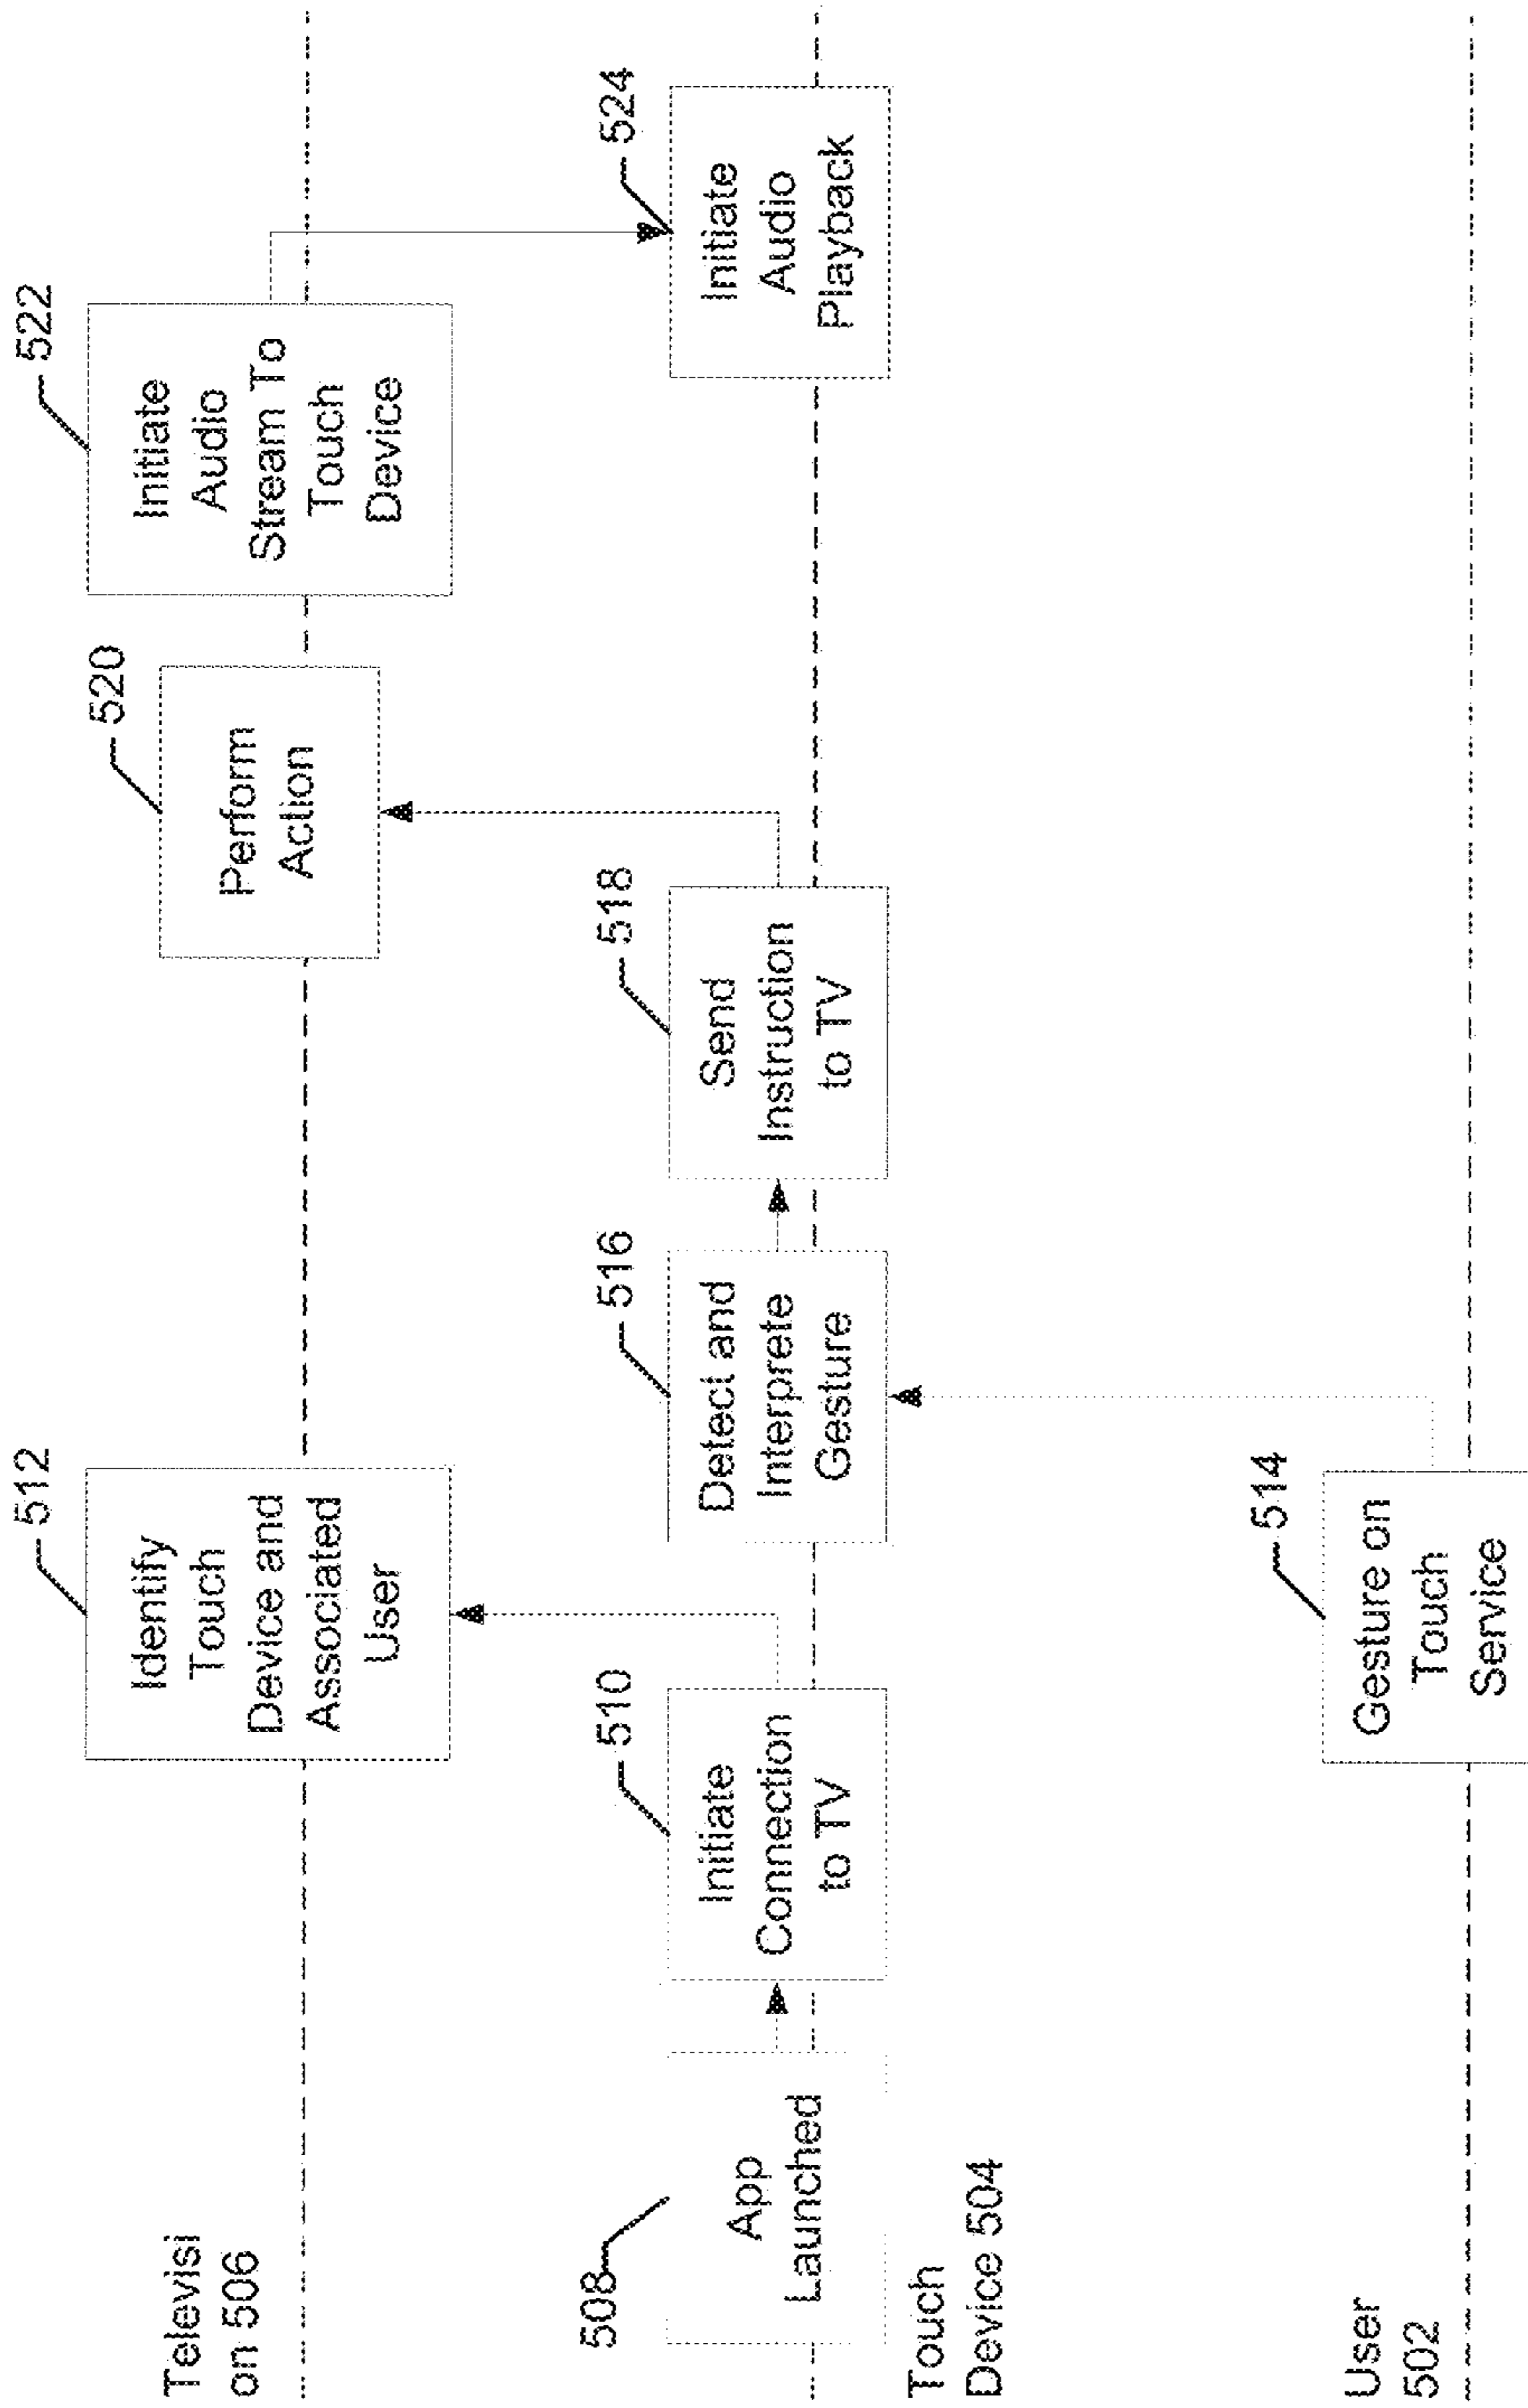 Televisi
on 506
512
Identify
Touch
Device and
Associated
User
520
Perform
Action
522
Initiate
Audio
Stream To
Touch
Device
508
App
Launched
510
Initiate
Connection
to TV
516
Detect and
Interprete
Gesture
518
Send
Instruction
to TV
524
Initiate
Audio
Playback
Touch
Device 504
514
Gesture on
Touch
Service
User
502